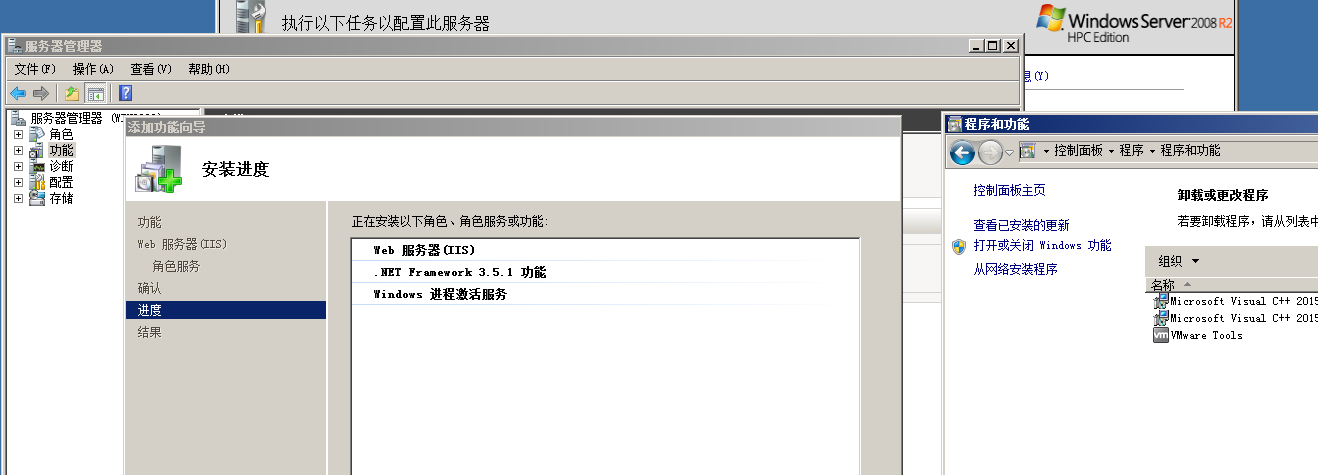 执行以下任务以配置此服务器
Windows Server 2008 R2
HPC Edition
服务器管理器
文件(F) 操作(A) 查看(V) 帮助(H)
息(Y)
服务器管理器
角色
功能
诊断
配置
存储
添加功能向导
安装进度
功能
Web 服务器(IIS)
角色服务
确认
进度
结果
正在安装以下角色、角色服务或功能:
Web 服务器(IIS)
.NET Framework 3.5.1 功能
Windows 进程激活服务
程序和功能
控制面板 程序 程序和功能
控制面板主页
查看已安装的更新
打开或关闭 Windows 功能
从网络安装程序
卸载或更改程序
若要卸载程序，请从列表中
组织
名称
Microsoft Visual C++ 2015
Microsoft Visual C++ 2015
vm VMware Tools